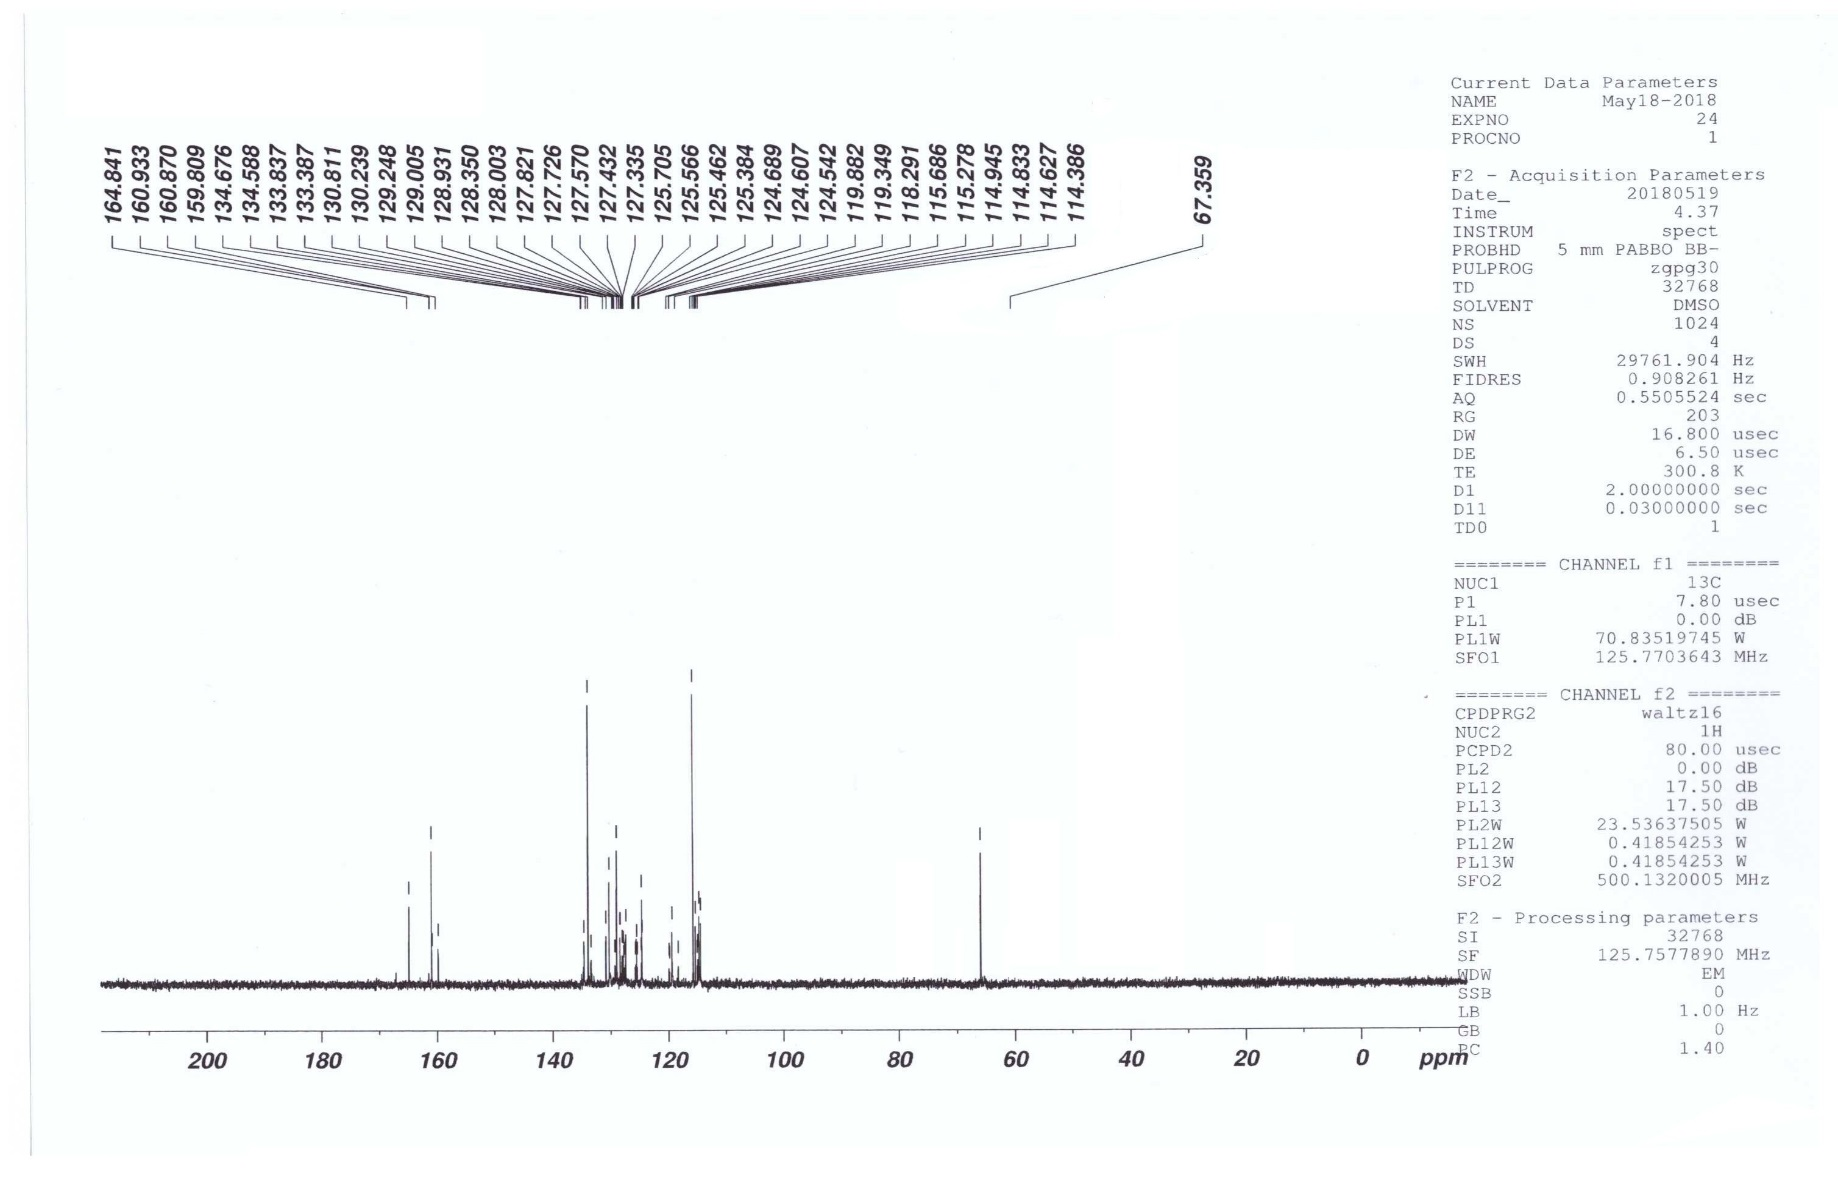 164.841
160.933
160.870
159.809
134.676
134.588
133.837
133.387
130.811
130.239
129.248
129.005
128.931
128.350
128.003
127.821
127.726
127.570
127.432
127.335
125.705
125.566
125.462
125.384
124.689
124.607
124.542
119.882
119.349
118.291
115.686
115.278
114.945
114.833
114.627
114.386
67.359
200 180 160 140 120 100 80 60 40 20 0 ppm
Current Data Parameters
NAME May18-2018
EXPNO 24
PROCNO 1
F2 - Acquisition Parameters
Date_ 20180519
Time 4.37
INSTRUM spect
PROBHD 5 mm PABBO BB-
PULPROG zgpg30
TD 32768
SOLVENT DMSO
NS 1024
DS 4
SWH 29761.904 Hz
FIDRES 0.908261 Hz
AQ 0.5505524 sec
RG 203
DW 16.800 usec
DE 6.50 usec
TE 300.8 K
D1 2.00000000 sec
D11 0.03000000 sec
TD0 1
======== CHANNEL f1 ========
NUC1 13C
P1 7.80 usec
PL1 0.00 dB
PL1W 70.83519745 W
SFO1 125.7703643 MHz
======== CHANNEL f2 ========
CPDPRG2 waltz16
NUC2 1H
PCPD2 80.00 usec
PL2 0.00 dB
PL12 17.50 dB
PL13 17.50 dB
PL2W 23.53637505 W
PL12W 0.41854253 W
PL13W 0.41854253 W
SFO2 500.1320005 MHz
F2 - Processing parameters
SI 32768
SF 125.7577890 MHz
WDW EM
SSB 0
LB 1.00 Hz
GB 0
PC 1.40